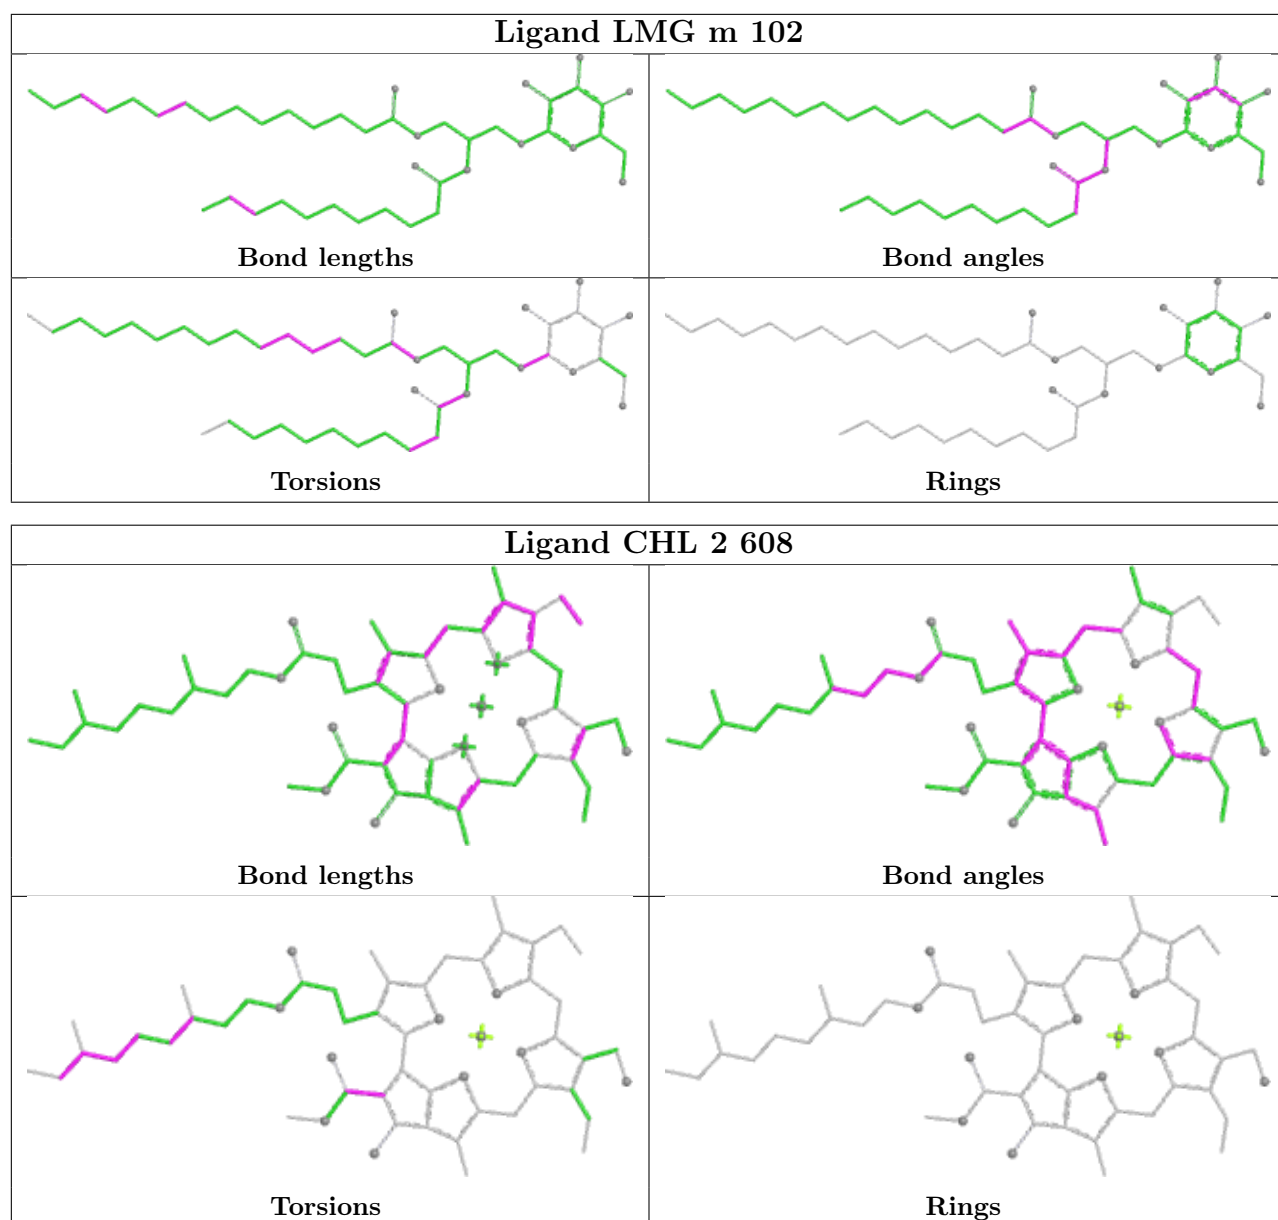 Ligand LMG m 102
Bond lengths
Bond angles
Torsions
Rings
Ligand CHL 2 608
Bond lengths
Bond angles
Torsions
Rings